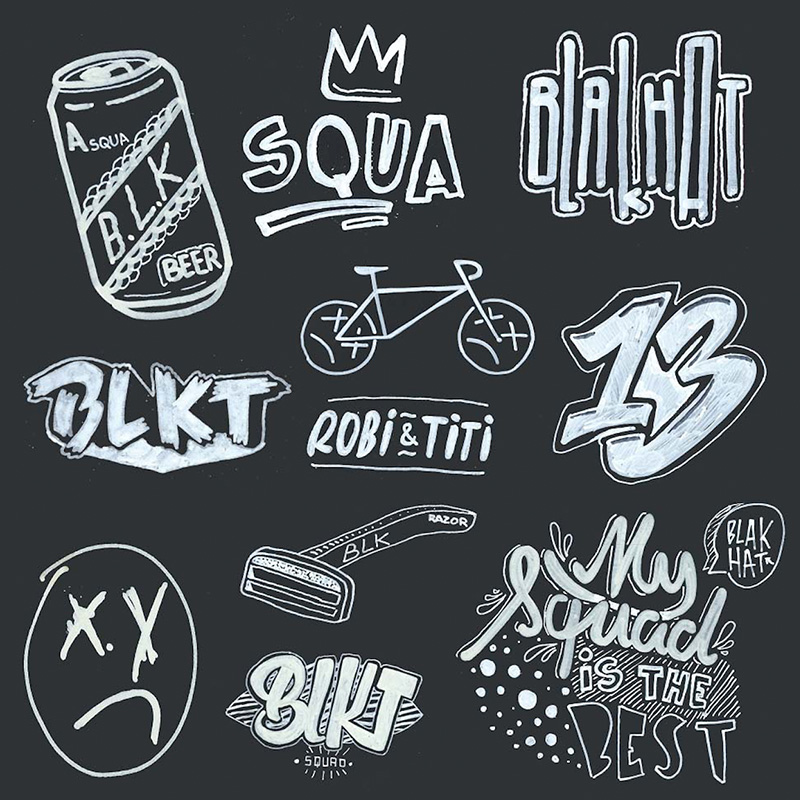 A SQUA
B.L.K
BEER
SQUA
BLAKHAT
BLKT
ROBi & TiTi
13
BLK RAZOR
X.X
BlKT
SQUAD
BLAK
HAT
My
Squad
iS THE
BEST